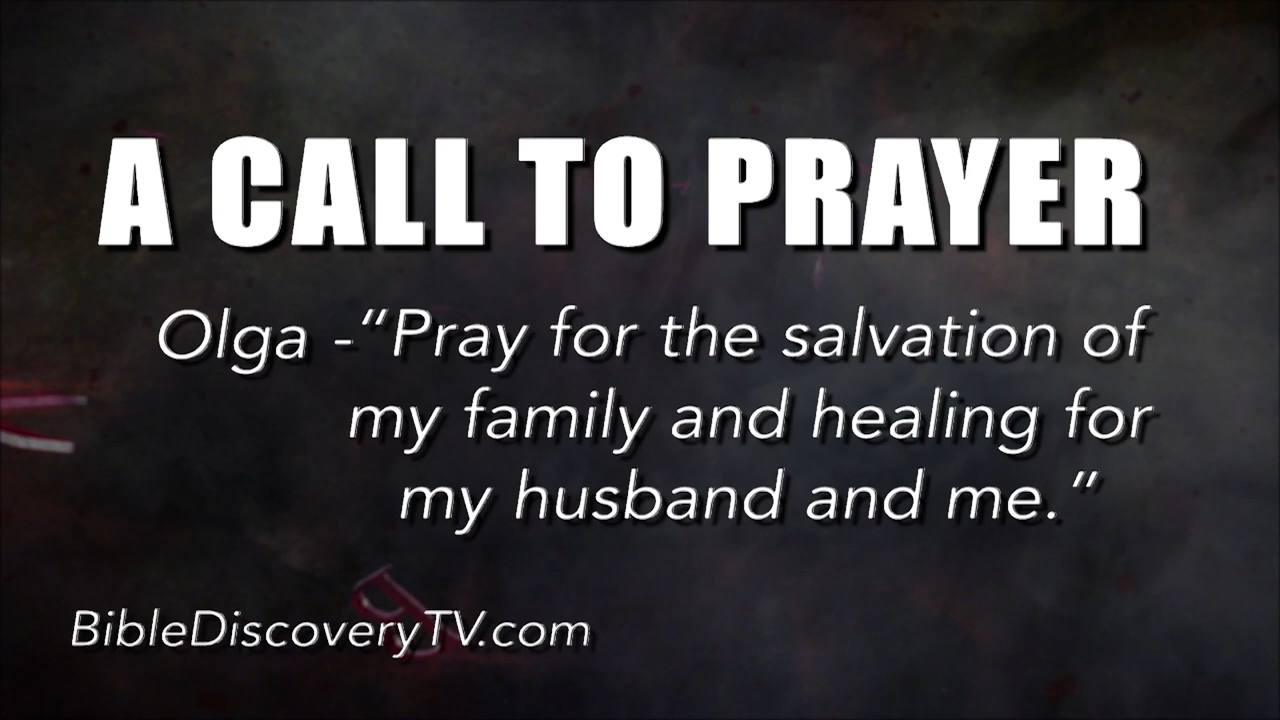 A CALL TO PRAYER
Olga -“Pray for the salvation of
my family and healing for
my husband and me.”
BibleDiscoveryTV.com